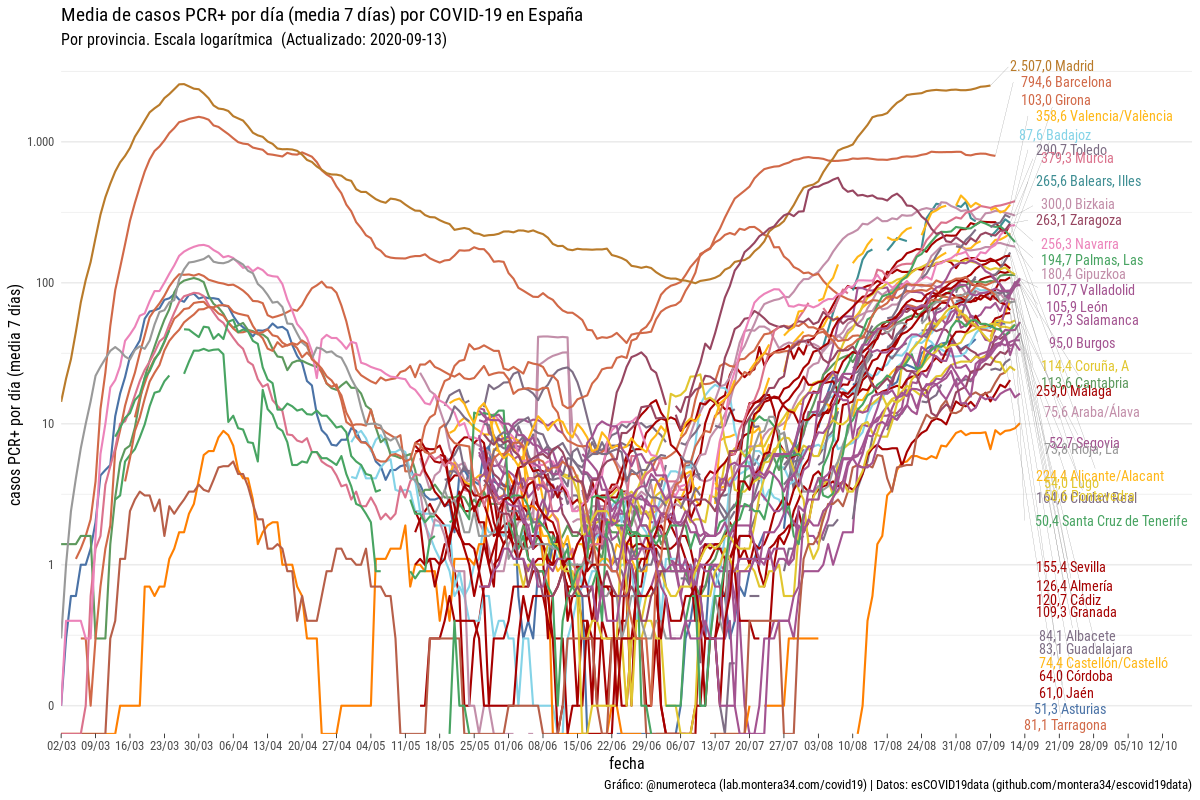 Media de casos PCR+ por día (media 7 días) por COVID-19 en España
Por provincia. Escala logarítmica (Actualizado: 2020-09-13)
casos PCR+ por día (media 7 días)
1.000
100
10
1
0
2.507,0 Madrid
794,6 Barcelona
103,0 Girona
358,6 Valencia/València
87,6 Badajoz
290,7 Toledo
379,3 Murcia
265,6 Balears, Illes
300,0 Bizkaia
263,1 Zaragoza
256,3 Navarra
194,7 Palmas, Las
180,4 Gipuzkoa
107,7 Valladolid
105,9 León
97,3 Salamanca
95,0 Burgos
114,4 Coruña, A
113,6 Cantabria
259,0 Málaga
75,6 Araba/Álava
52,7 Segovia
73,8 Rioja, La
224,4 Alicante/Alacant
Lugo
164,0 Ciudad Real
50,4 Santa Cruz de Tenerife
155,4 Sevilla
126,4 Almería
120,7 Cádiz
109,3 Granada
84,1 Albacete
83,1 Guadalajara
74,4 Castellón/Castelló
64,0 Córdoba
61,0 Jaén
51,3 Asturias
81,1 Tarragona
02/03 09/03 16/03 23/03 30/03 06/04 13/04 20/04 27/04 04/05 11/05 18/05 25/05 01/06 08/06 15/06 22/06 29/06 06/07 13/07 20/07 27/07 03/08 10/08 17/08 24/08 31/08 07/09 14/09 21/09 28/09 05/10 12/10
fecha
Gráfico: @numeroteca (lab.montera34.com/covid19) | Datos: esCOVID19data (github.com/montera34/escovid19data)